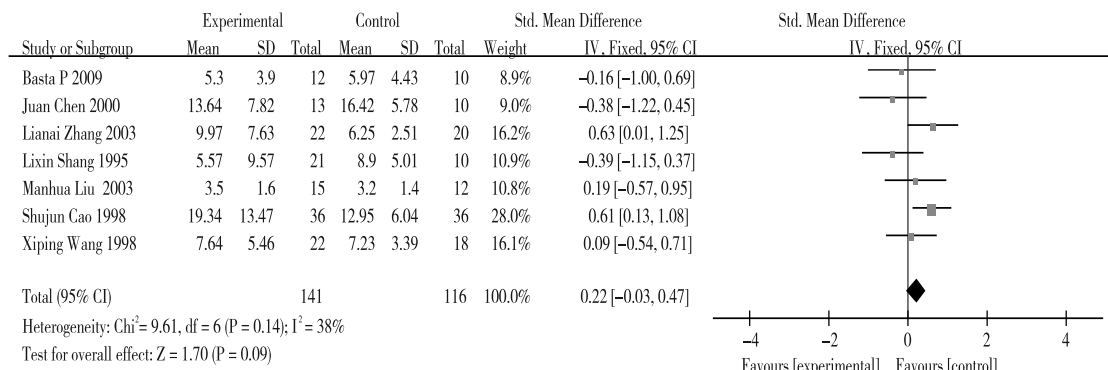 Experimental Control Std. Mean Difference Std. Mean Difference
Study or Subgroup Mean SD Total Mean SD Total Weight IV, Fixed, 95% CI IV, Fixed, 95% CI
Basta P 2009 5.3 3.9 12 5.97 4.43 10 8.9% −0.16 [−1.00, 0.69]
Juan Chen 2000 13.64 7.82 13 16.42 5.78 10 9.0% −0.38 [−1.22, 0.45]
Lianai Zhang 2003 9.97 7.63 22 6.25 2.51 20 16.2% 0.63 [0.01, 1.25]
Lixin Shang 1995 5.57 9.57 21 8.9 5.01 10 10.9% −0.39 [−1.15, 0.37]
Manhua Liu 2003 3.5 1.6 15 3.2 1.4 12 10.8% 0.19 [−0.57, 0.95]
Shujun Cao 1998 19.34 13.47 36 12.95 6.04 36 28.0% 0.61 [0.13, 1.08]
Xiping Wang 1998 7.64 5.46 22 7.23 3.39 18 16.1% 0.09 [−0.54, 0.71]
Total (95% CI) 141 116 100.0% 0.22 [−0.03, 0.47]
Heterogeneity: Chi²= 9.61, df = 6 (P = 0.14); I² = 38%
Test for overall effect: Z = 1.70 (P = 0.09)
−4 −2 0 2 4
Favours [experimental] Favours [control]